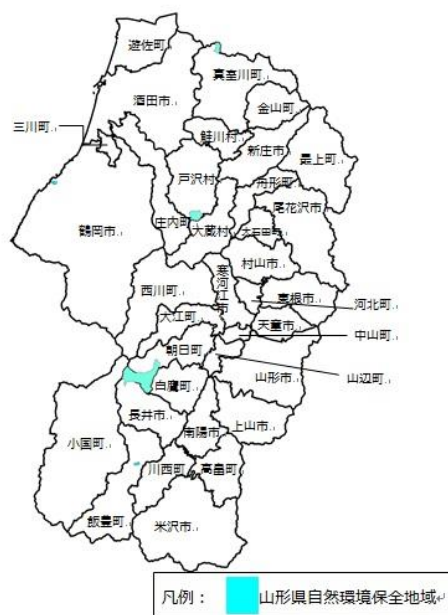 遊佐町
真室川町
酒田市
金山町
三川町
鮭川村
新庄市
最上町
戸沢村
舟形町
尾花沢市
鶴岡市
庄内町
大蔵村
大石田町
村山市
寒河江市
西川町
東根市
河北町
大江町
天童市
中山町
朝日町
山形市
山辺町
白鷹町
長井市
上山市
小国町
南陽市
川西町
高畠町
飯豊町
米沢市
凡例： 山形県自然環境保全地域